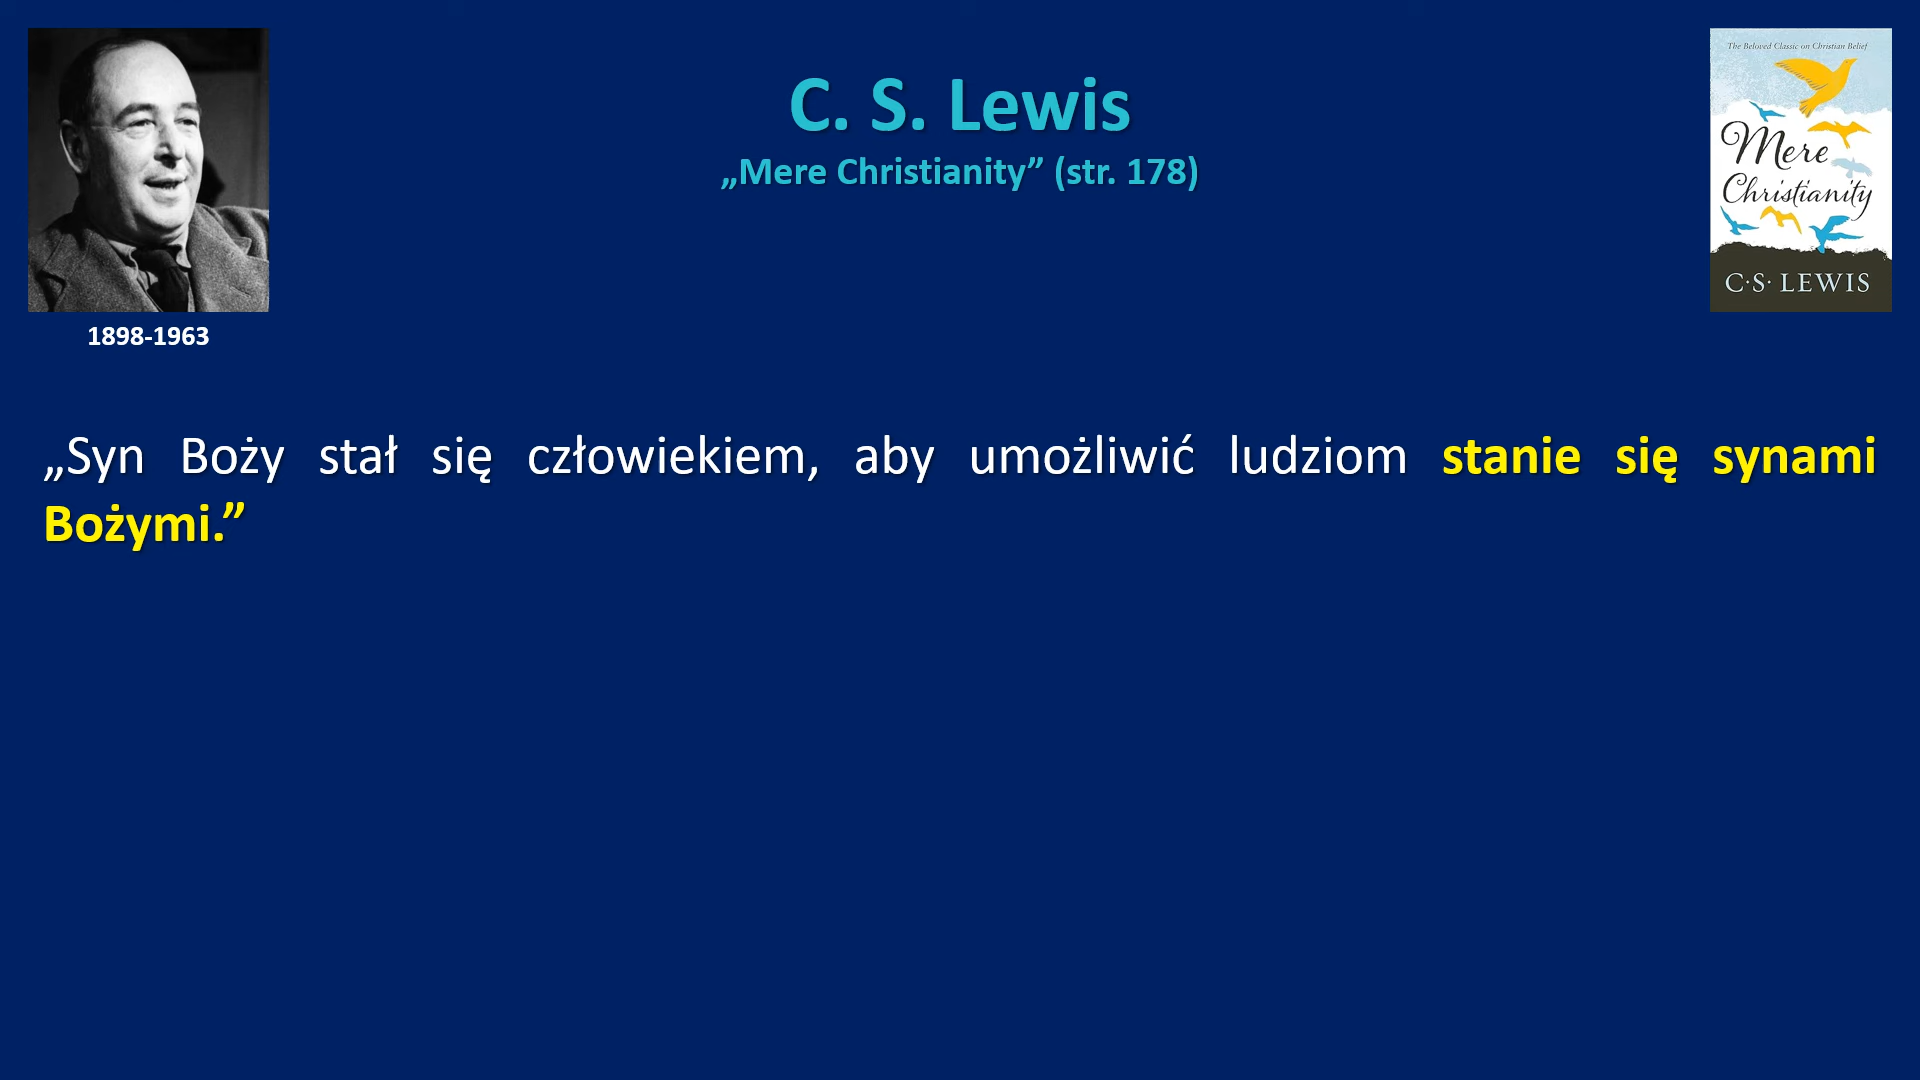 C. S. Lewis
„Mere Christianity” (str. 178)
The Beloved Classic on Christian Belief
Mere
Christianity
C·S· LEWIS
1898-1963
„Syn Boży stał się człowiekiem, aby umożliwić ludziom stanie się synami
Bożymi.”